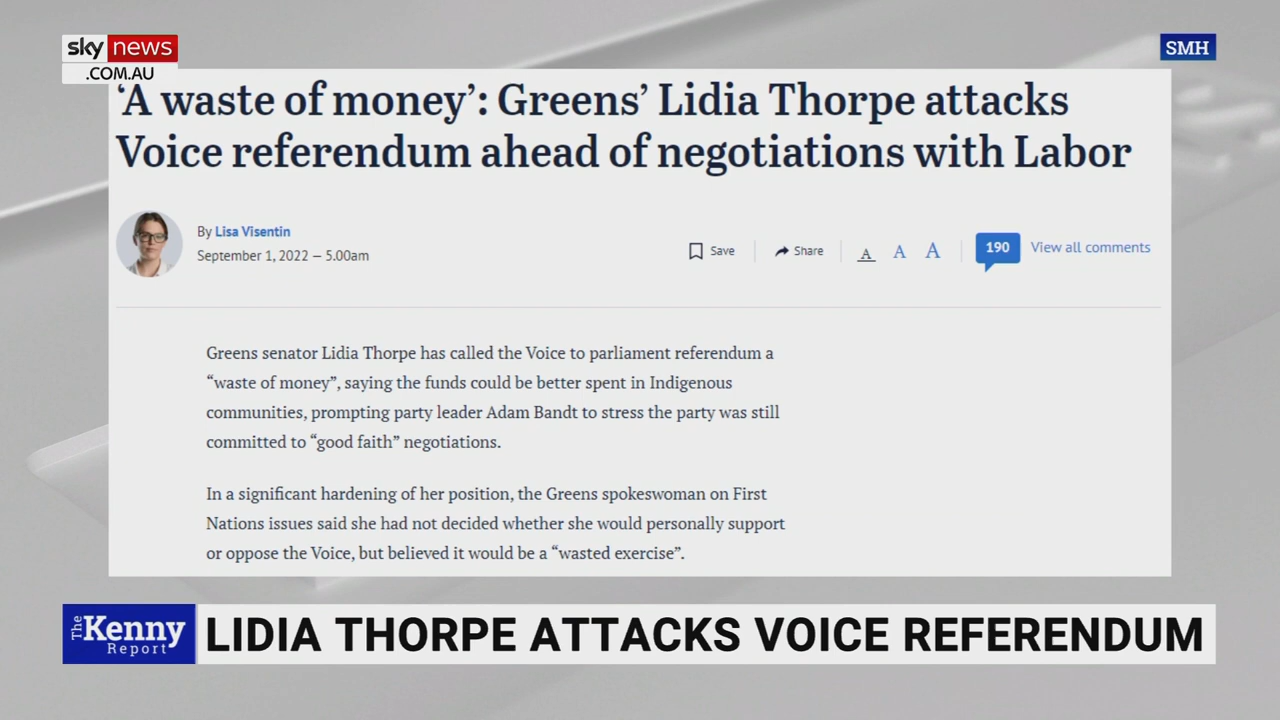 sky news
.COM.AU
SMH
‘A waste of money’: Greens’ Lidia Thorpe attacks
Voice referendum ahead of negotiations with Labor
By Lisa Visentin
September 1, 2022 — 5.00am
Save
Share
A A A
190
View all comments
Greens senator Lidia Thorpe has called the Voice to parliament referendum a
“waste of money”, saying the funds could be better spent in Indigenous
communities, prompting party leader Adam Bandt to stress the party was still
committed to “good faith” negotiations.
In a significant hardening of her position, the Greens spokeswoman on First
Nations issues said she had not decided whether she would personally support
or oppose the Voice, but believed it would be a “wasted exercise”.
The Kenny Report
LIDIA THORPE ATTACKS VOICE REFERENDUM